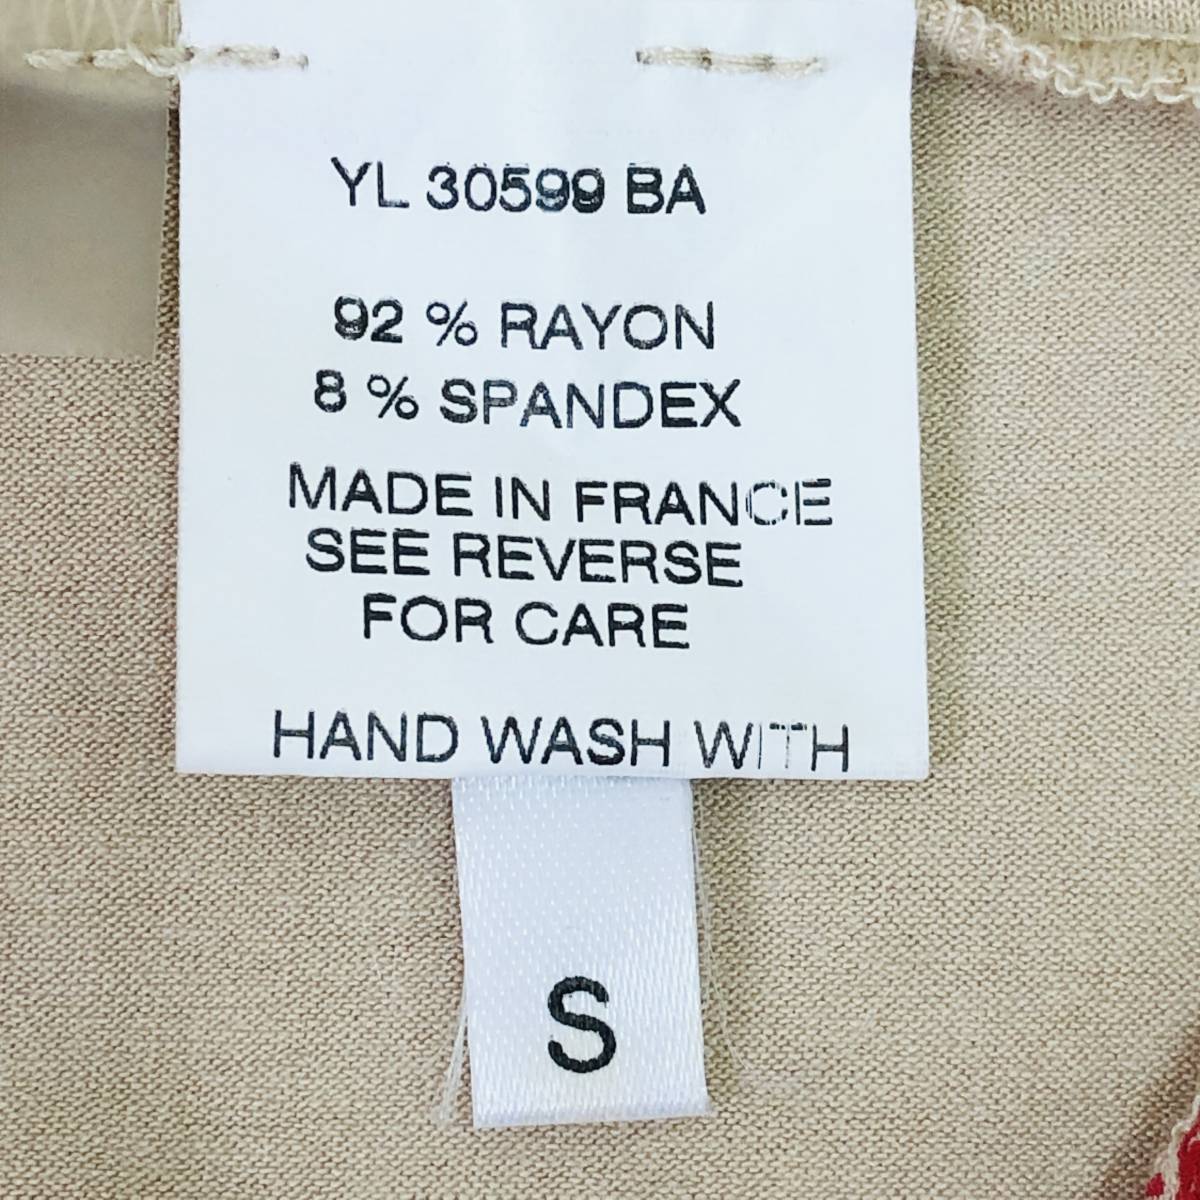 YL 30599 BA
92 % RAYON
8 % SPANDEX
MADE IN FRANCE
SEE REVERSE
FOR CARE
HAND WASH WITH
S